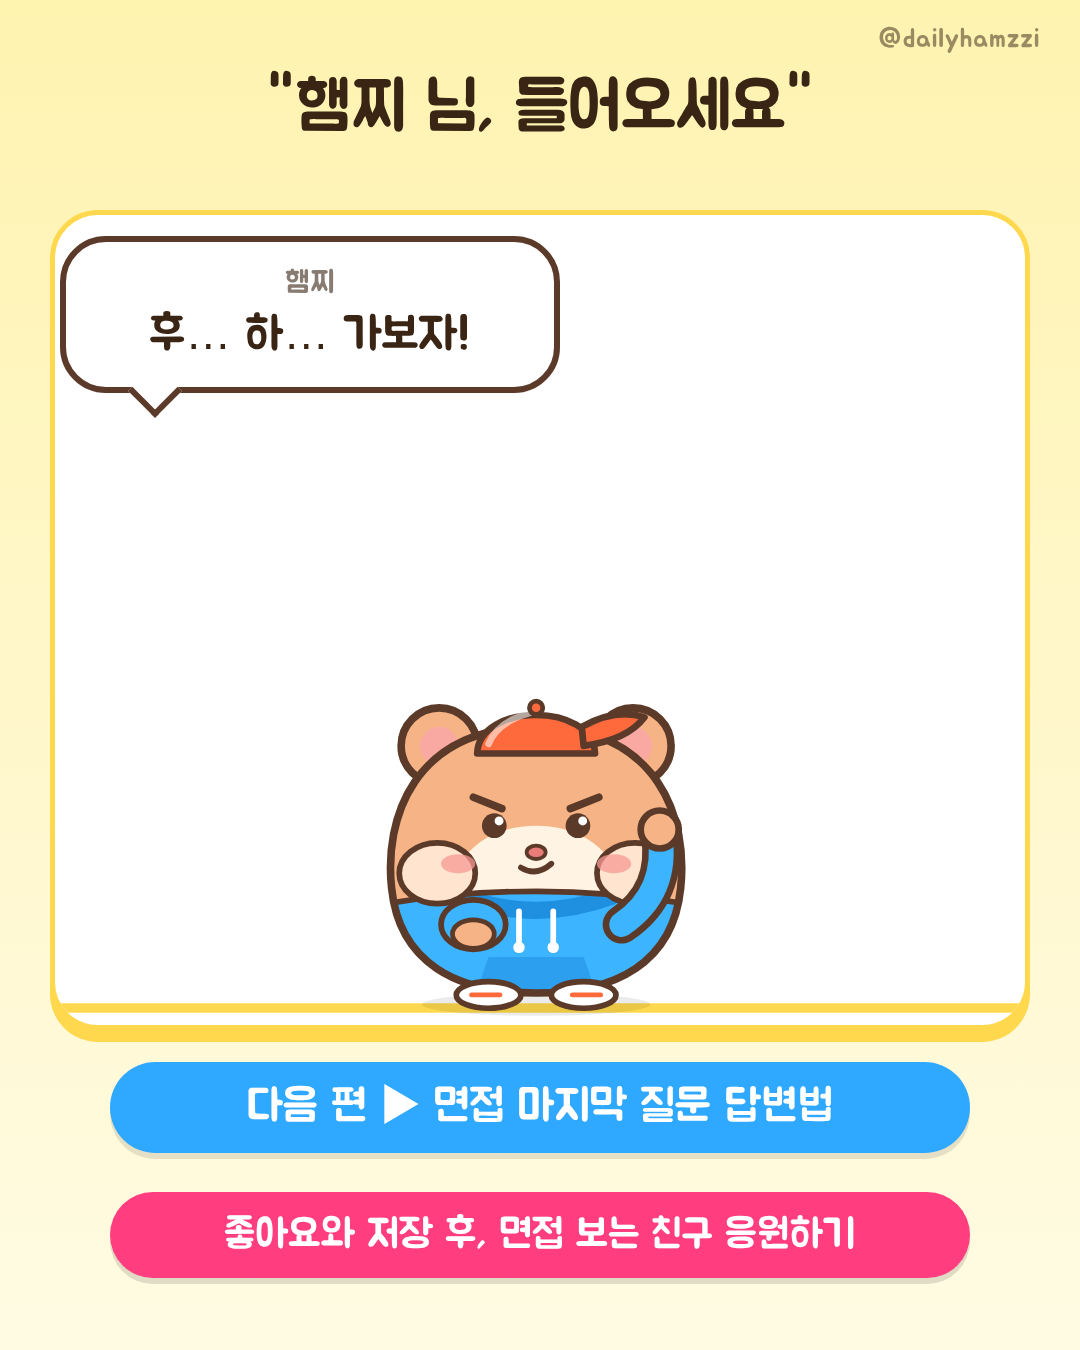 @dailyhamzzi
"햄찌 님, 들어오세요"
햄찌
후... 하... 가보자!
다음 편 ▶ 면접 마지막 질문 답변법
좋아요와 저장 후, 면접 보는 친구 응원하기